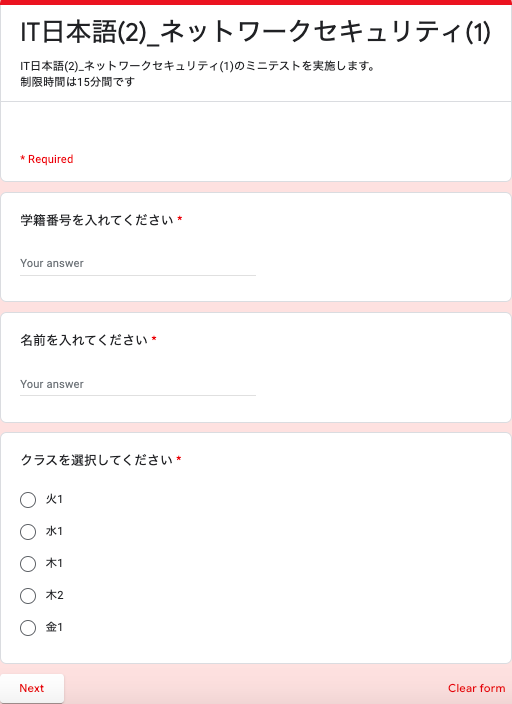 IT日本語(2)_ネットワークセキュリティ(1)
IT日本語(2)_ネットワークセキュリティ(1)のミニテストを実施します。
制限時間は15分間です
* Required
学籍番号を入れてください *
Your answer
名前を入れてください *
Your answer
クラスを選択してください *
火1
水1
木1
木2
金1
Next
Clear form